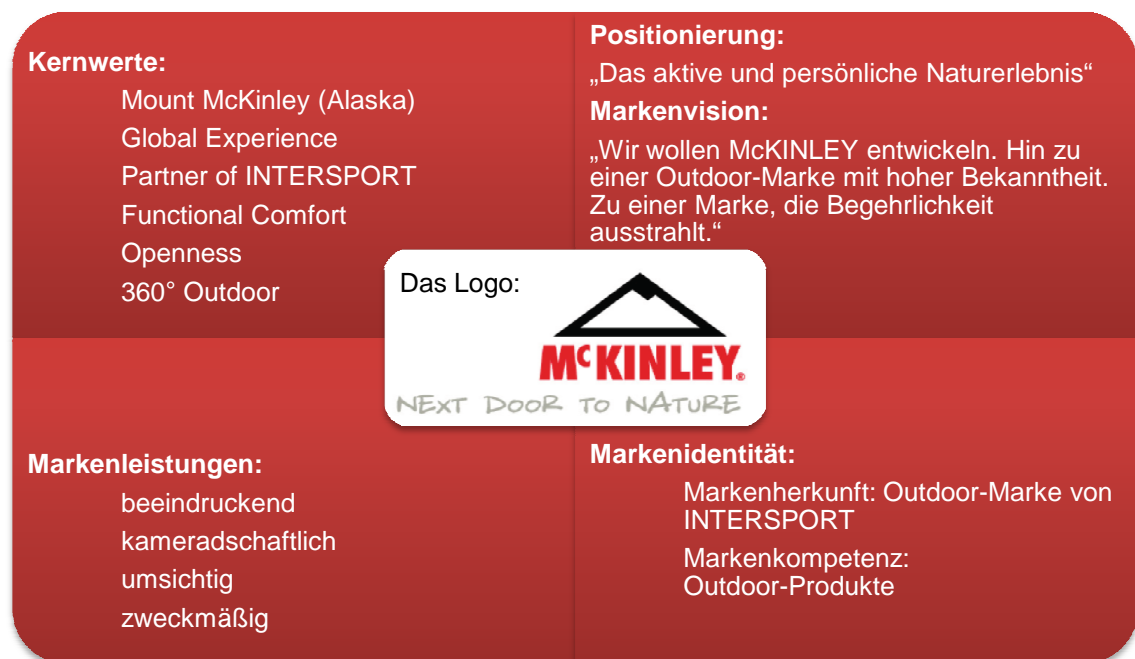 Kernwerte:
Mount McKinley (Alaska)
Global Experience
Partner of INTERSPORT
Functional Comfort
Openness
360° Outdoor
Positionierung:
„Das aktive und persönliche Naturerlebnis“
Markenvision:
„Wir wollen McKINLEY entwickeln. Hin zu
einer Outdoor-Marke mit hoher Bekanntheit.
Zu einer Marke, die Begehrlichkeit
ausstrahlt.“
Das Logo:
McKINLEY®
NEXT DOOR TO NATURE
Markenleistungen:
beeindruckend
kameradschaftlich
umsichtig
zweckmäßig
Markenidentität:
Markenherkunft: Outdoor-Marke von
INTERSPORT
Markenkompetenz:
Outdoor-Produkte